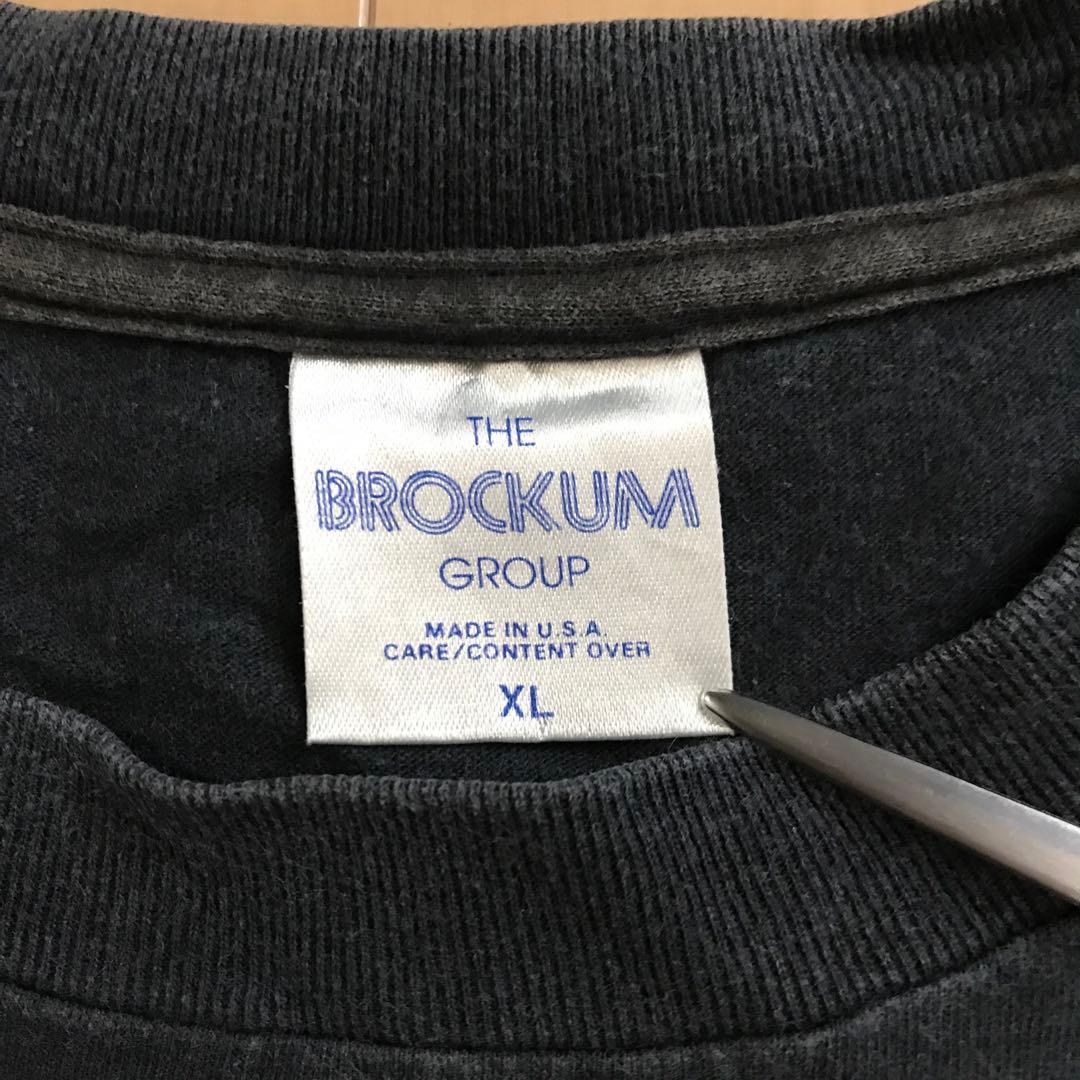 THE
BROCKUM
GROUP
MADE IN U.S.A.
CARE/CONTENT OVER
XL